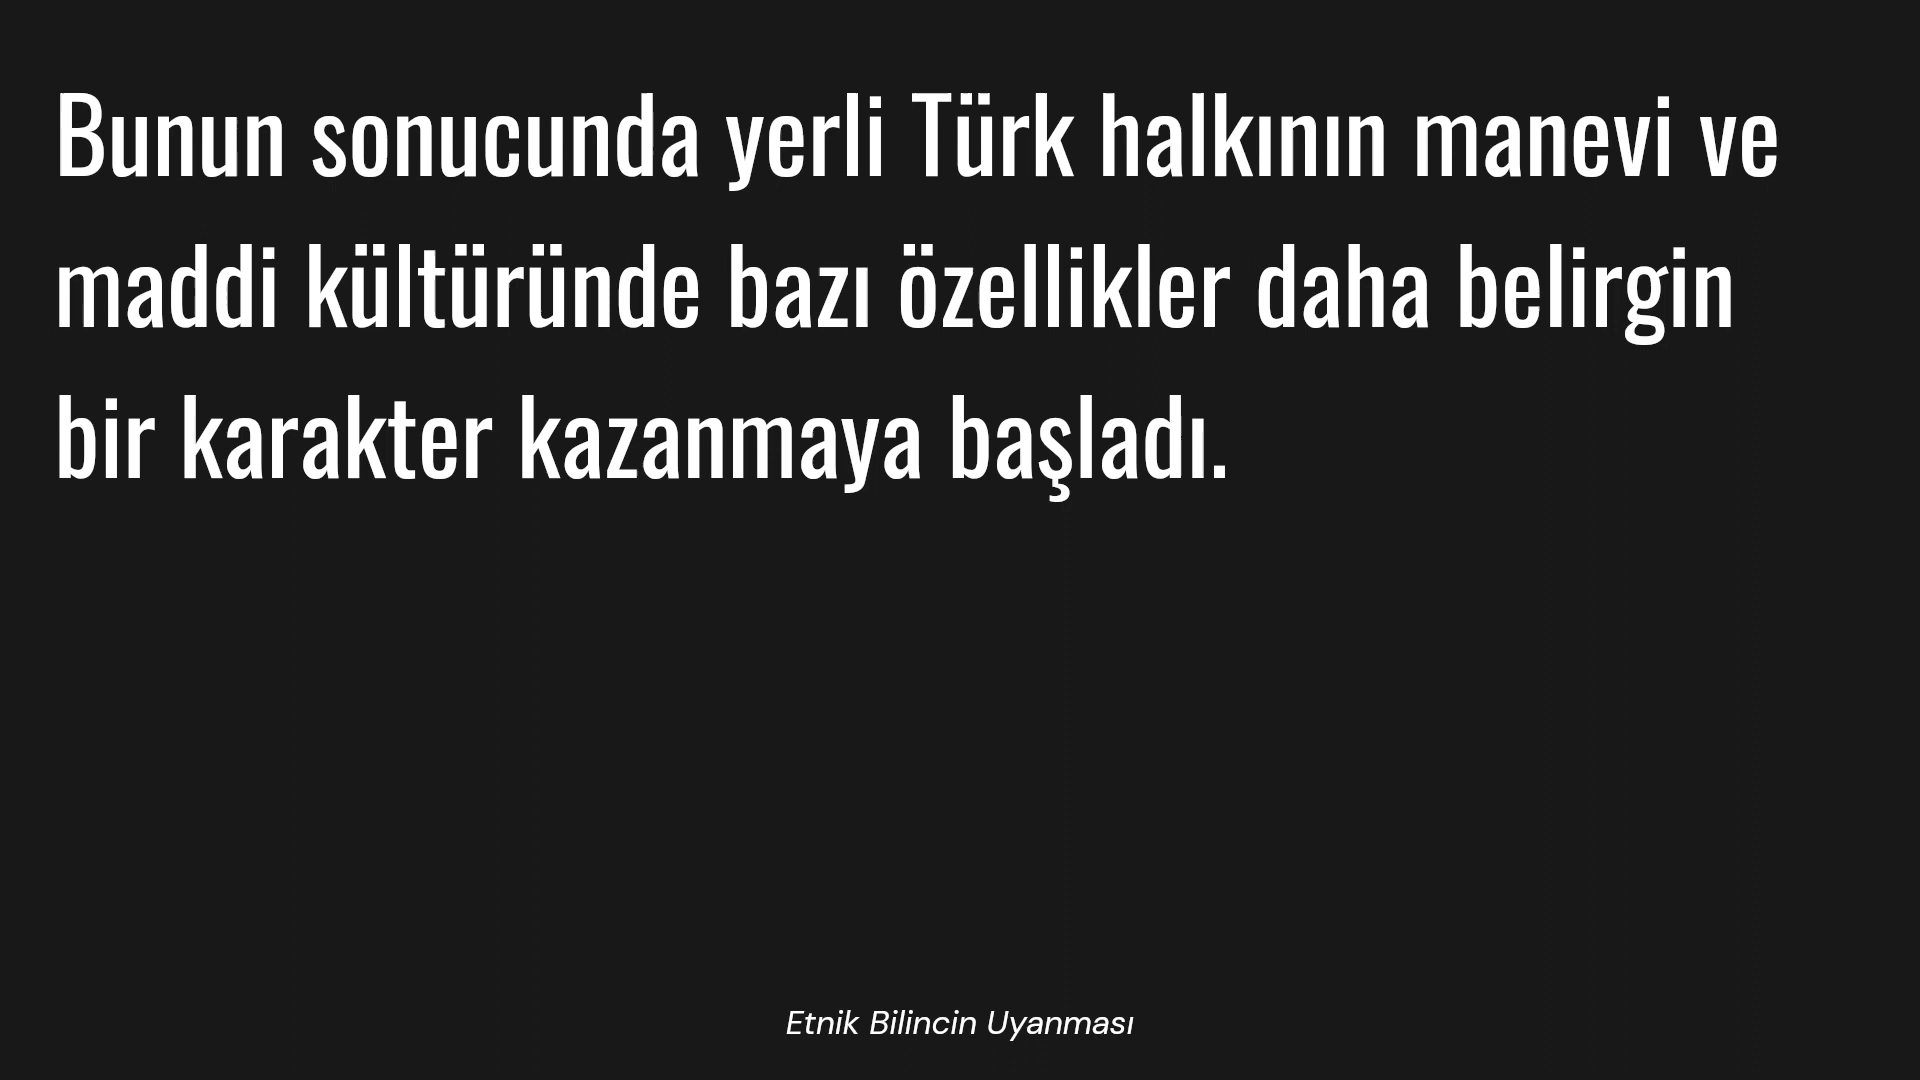 Bunun sonucunda yerli Türk halkının manevi ve
maddi kültüründe bazı özellikler daha belirgin
bir karakter kazanmaya başladı.
Etnik Bilincin Uyanması